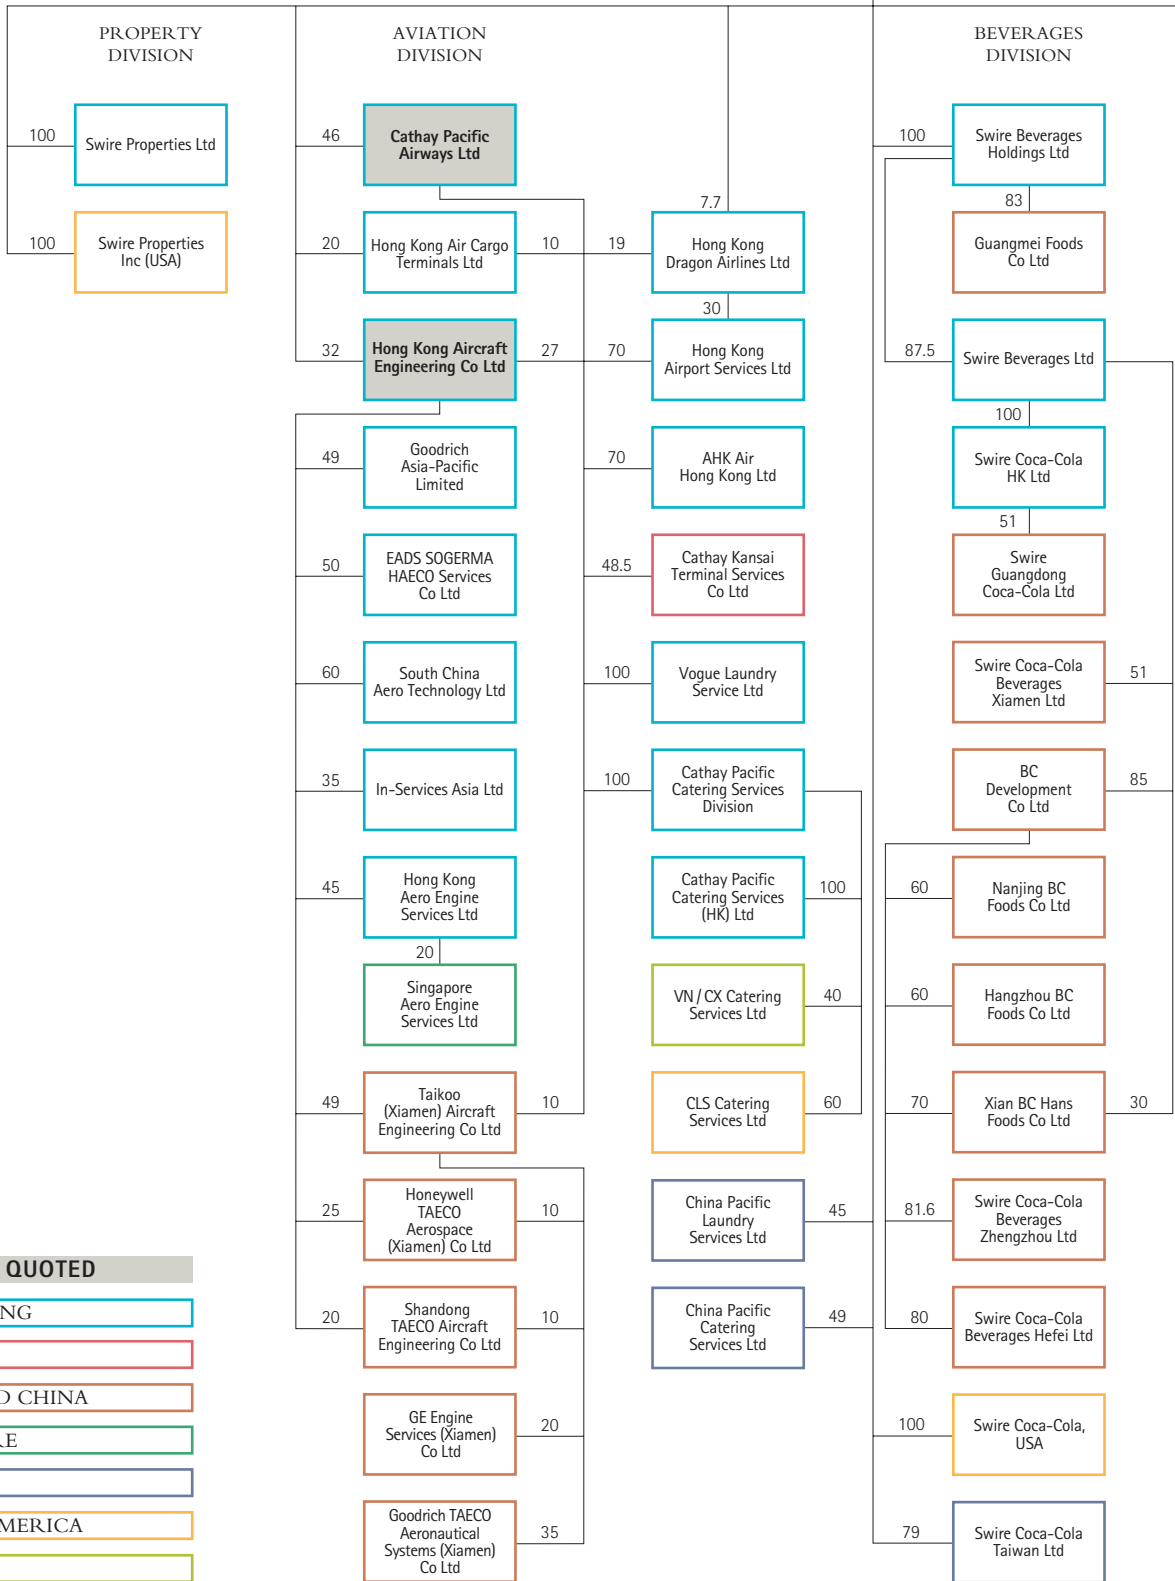 PROPERTY
DIVISION
AVIATION
DIVISION
BEVERAGES
DIVISION
100
Swire Properties Ltd
100
Swire Properties
Inc (USA)
46
Cathay Pacific
Airways Ltd
20
Hong Kong Air Cargo
Terminals Ltd
10
32
Hong Kong Aircraft
Engineering Co Ltd
27
49
Goodrich
Asia-Pacific
Limited
50
EADS SOGERMA
HAECO Services
Co Ltd
60
South China
Aero Technology Ltd
35
In-Services Asia Ltd
45
Hong Kong
Aero Engine
Services Ltd
20
Singapore
Aero Engine
Services Ltd
49
Taikoo
(Xiamen) Aircraft
Engineering Co Ltd
10
25
Honeywell
TAECO
Aerospace
(Xiamen) Co Ltd
10
20
Shandong
TAECO Aircraft
Engineering Co Ltd
10
GE Engine
Services (Xiamen)
Co Ltd
20
Goodrich TAECO
Aeronautical
Systems (Xiamen)
Co Ltd
35
7.7
19
Hong Kong
Dragon Airlines Ltd
30
70
Hong Kong
Airport Services Ltd
70
AHK Air
Hong Kong Ltd
48.5
Cathay Kansai
Terminal Services
Co Ltd
100
Vogue Laundry
Service Ltd
100
Cathay Pacific
Catering Services
Division
Cathay Pacific
Catering Services
(HK) Ltd
100
VN / CX Catering
Services Ltd
40
CLS Catering
Services Ltd
60
China Pacific
Laundry
Services Ltd
45
China Pacific
Catering
Services Ltd
49
100
Swire Beverages
Holdings Ltd
83
Guangmei Foods
Co Ltd
87.5
Swire Beverages Ltd
100
Swire Coca-Cola
HK Ltd
51
Swire
Guangdong
Coca-Cola Ltd
Swire Coca-Cola
Beverages
Xiamen Ltd
51
BC
Development
Co Ltd
85
60
Nanjing BC
Foods Co Ltd
60
Hangzhou BC
Foods Co Ltd
70
Xian BC Hans
Foods Co Ltd
30
81.6
Swire Coca-Cola
Beverages
Zhengzhou Ltd
80
Swire Coca-Cola
Beverages Hefei Ltd
100
Swire Coca-Cola,
USA
79
Swire Coca-Cola
Taiwan Ltd
QUOTED
NG
D CHINA
RE
MERICA